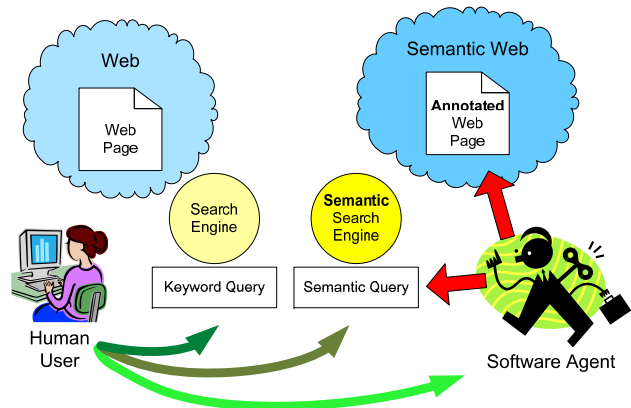 Web
Semantic Web
Web
Page
Annotated
Web
Page
Search
Engine
Semantic
Search
Engine
Keyword Query
Semantic Query
Human
User
Software Agent